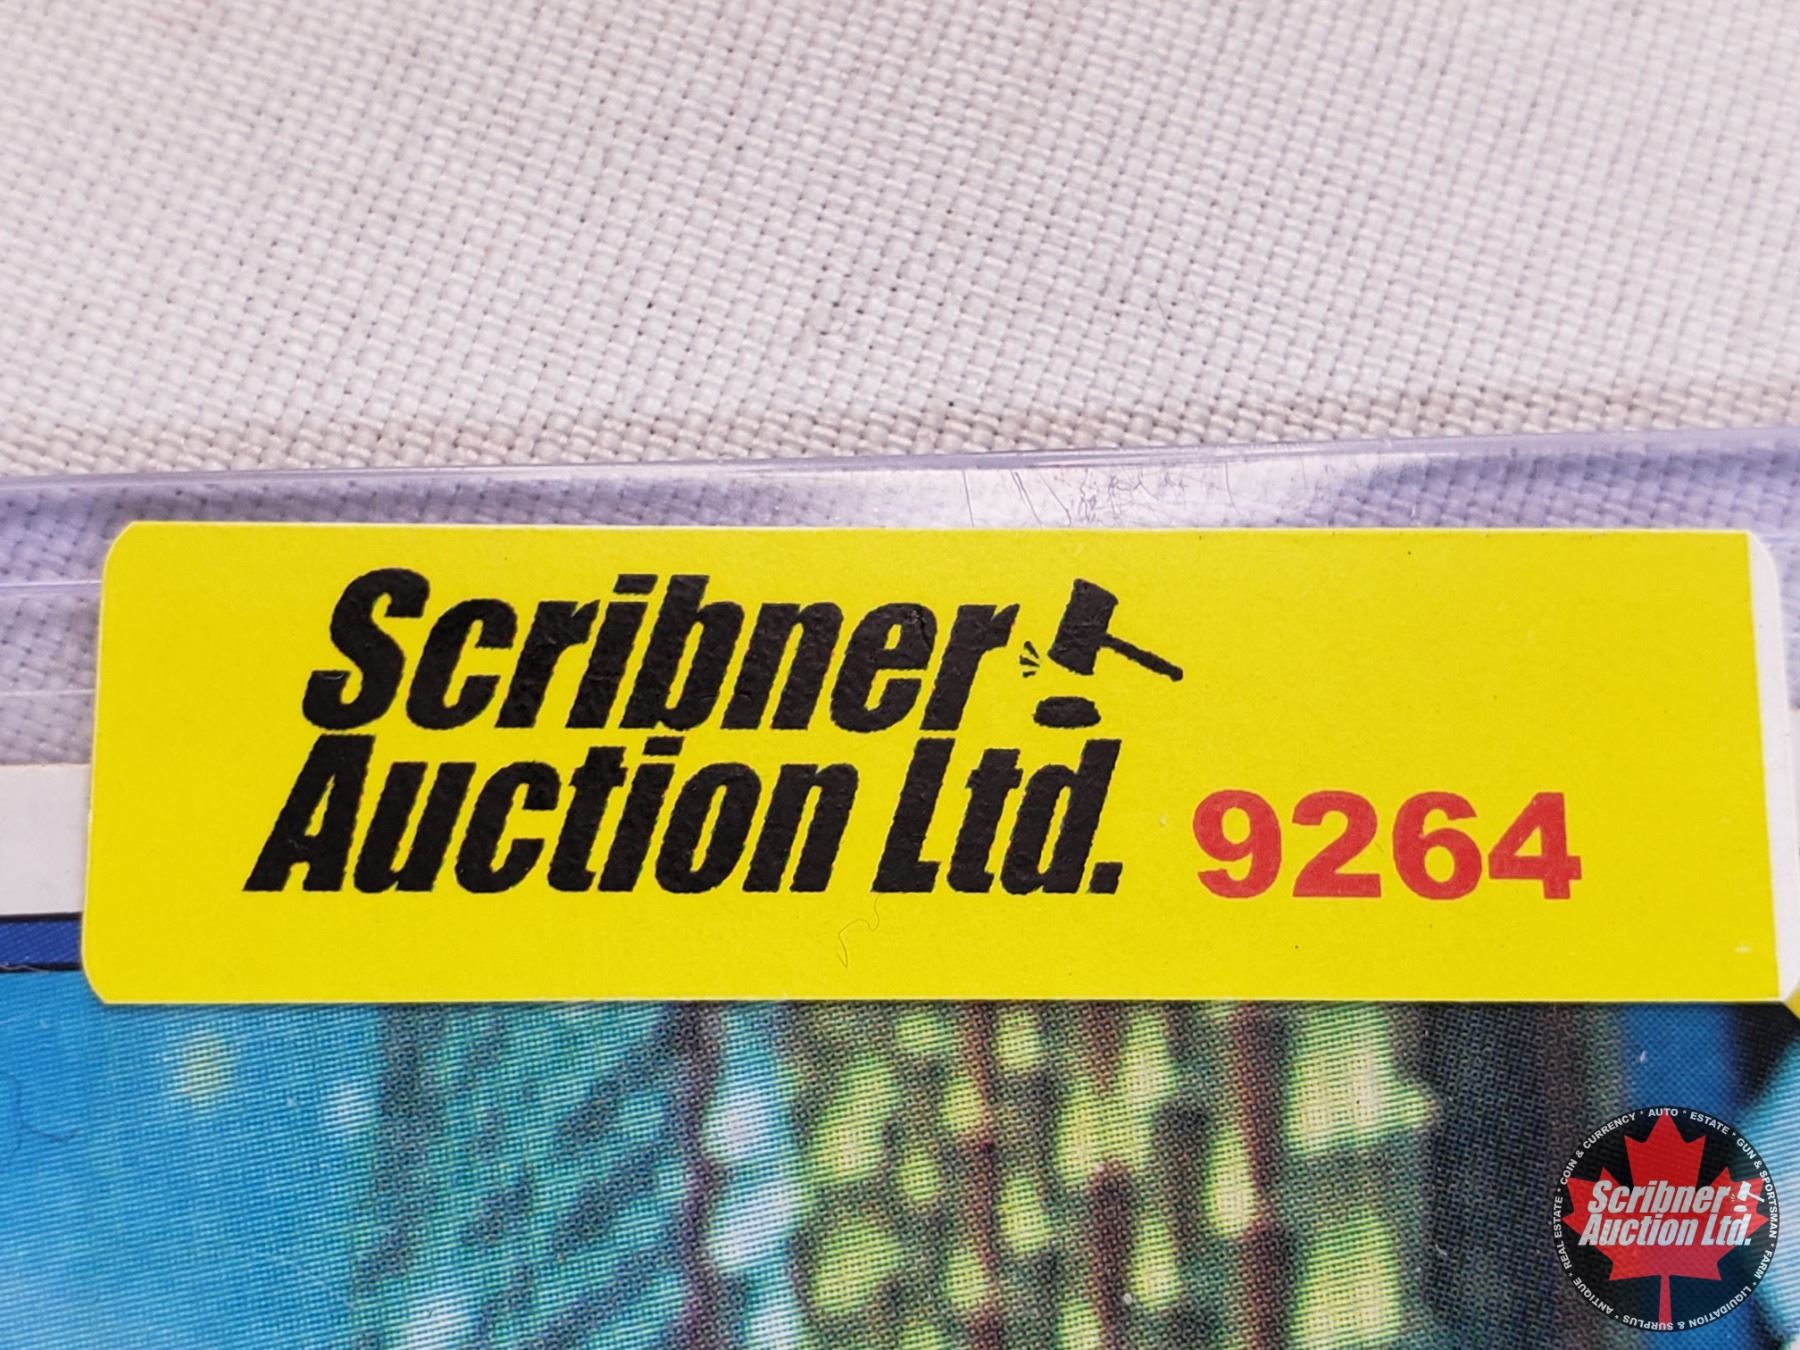 Scribner
Auction Ltd. 9264
COIN & CURRENCY * AUTO * ESTATE * GUN & SPORTSMAN * FARM * LIQUIDATION & SURPLUS * ANTIQUE * REAL ESTATE *
Scribner
Auction Ltd.